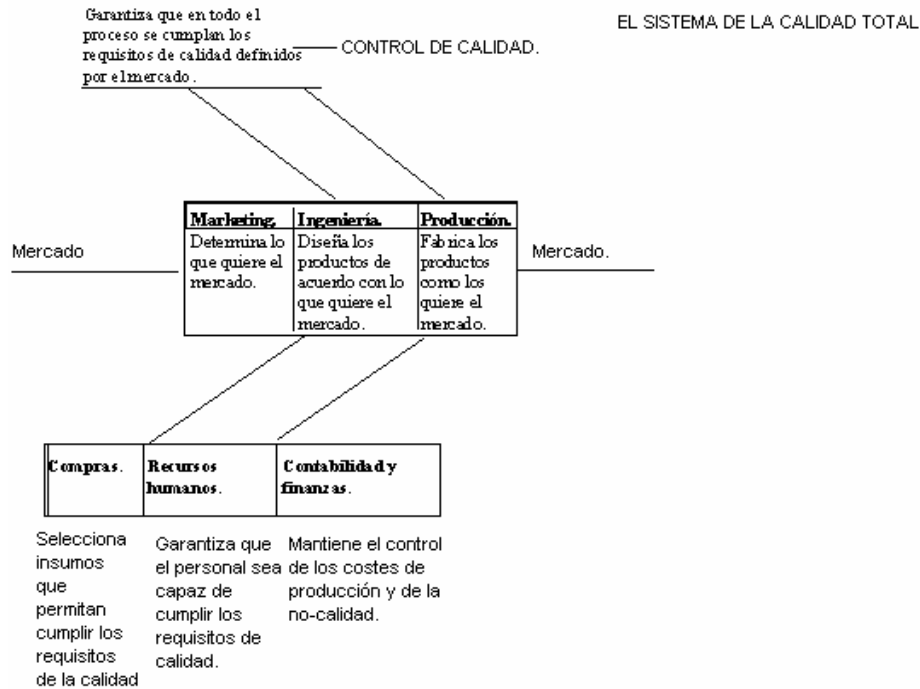 Garantiza que en todo el
proceso se cumplan los
requisitos de calidad definidos
por el mercado.
CONTROL DE CALIDAD.
EL SISTEMA DE LA CALIDAD TOTAL
Mercado
Marketing.
Determina lo
que quiere el
mercado.
Ingeniería.
Diseña los
productos de
acuerdo con lo
que quiere el
mercado.
Producción.
Fabrica los
productos
como los
quiere el
mercado.
Mercado.
Compras.
Recursos
humanos.
Contabilidad y
finanzas.
Selecciona
insumos
que
permitan
cumplir los
requisitos
de la calidad
Garantiza que
el personal sea
capaz de
cumplir los
requisitos de
calidad.
Mantiene el control
de los costes de
producción y de la
no-calidad.